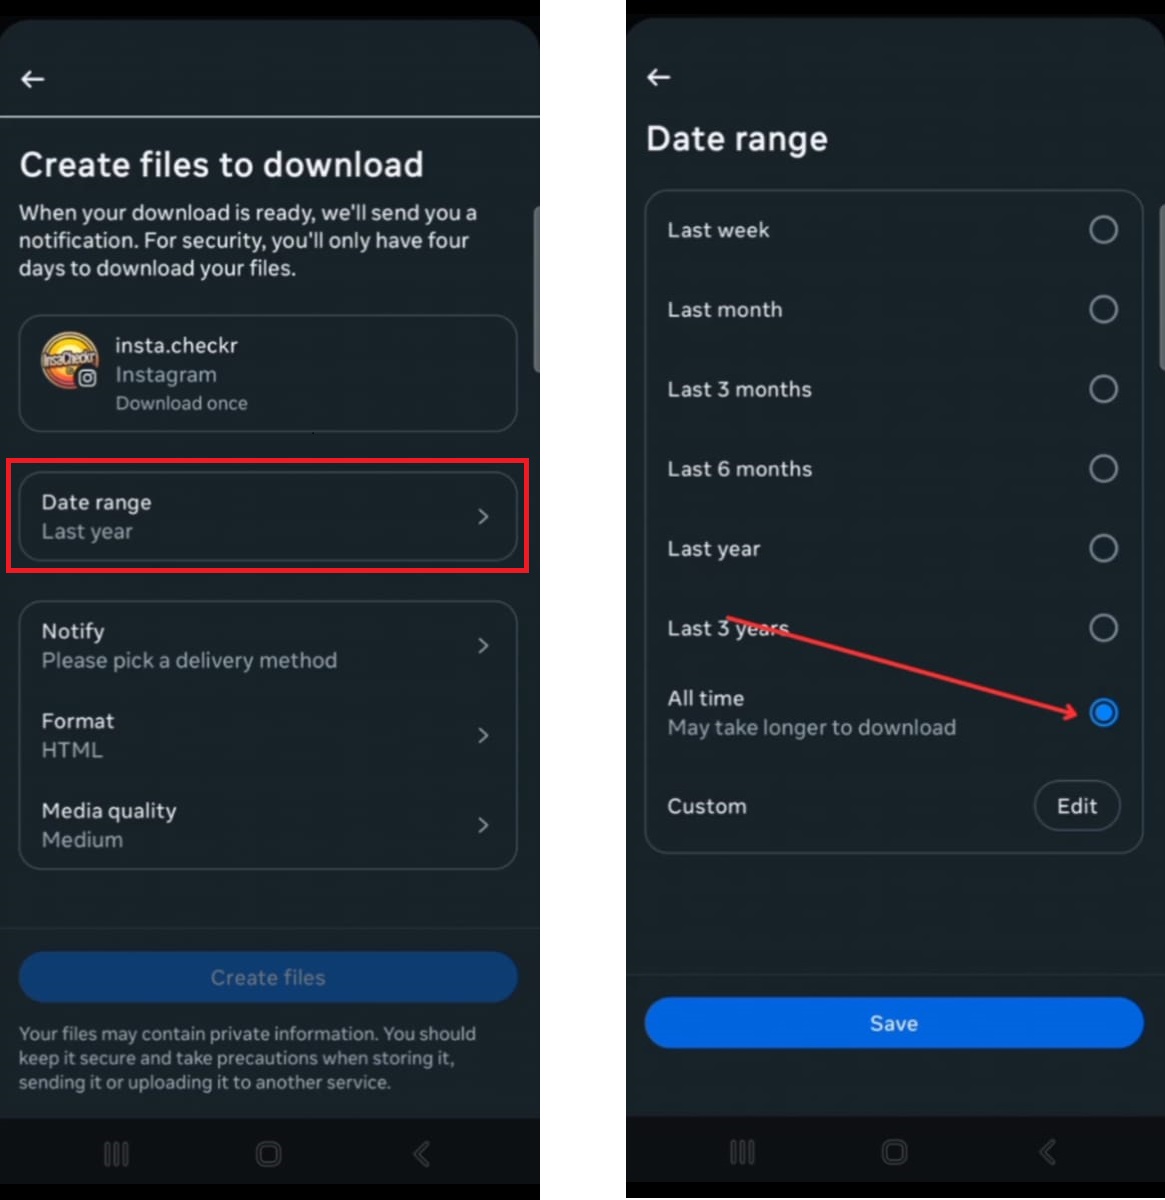 Create files to download
When your download is ready, we'll send you a
notification. For security, you'll only have four
days to download your files.
InsaCheckr
insta.checkr
Instagram
Download once
Date range
Last year
Notify
Please pick a delivery method
Format
HTML
Media quality
Medium
Create files
Your files may contain private information. You should
keep it secure and take precautions when storing it,
sending it or uploading it to another service.
Date range
Last week
Last month
Last 3 months
Last 6 months
Last year
Last 3 years
All time
May take longer to download
Custom
Edit
Save